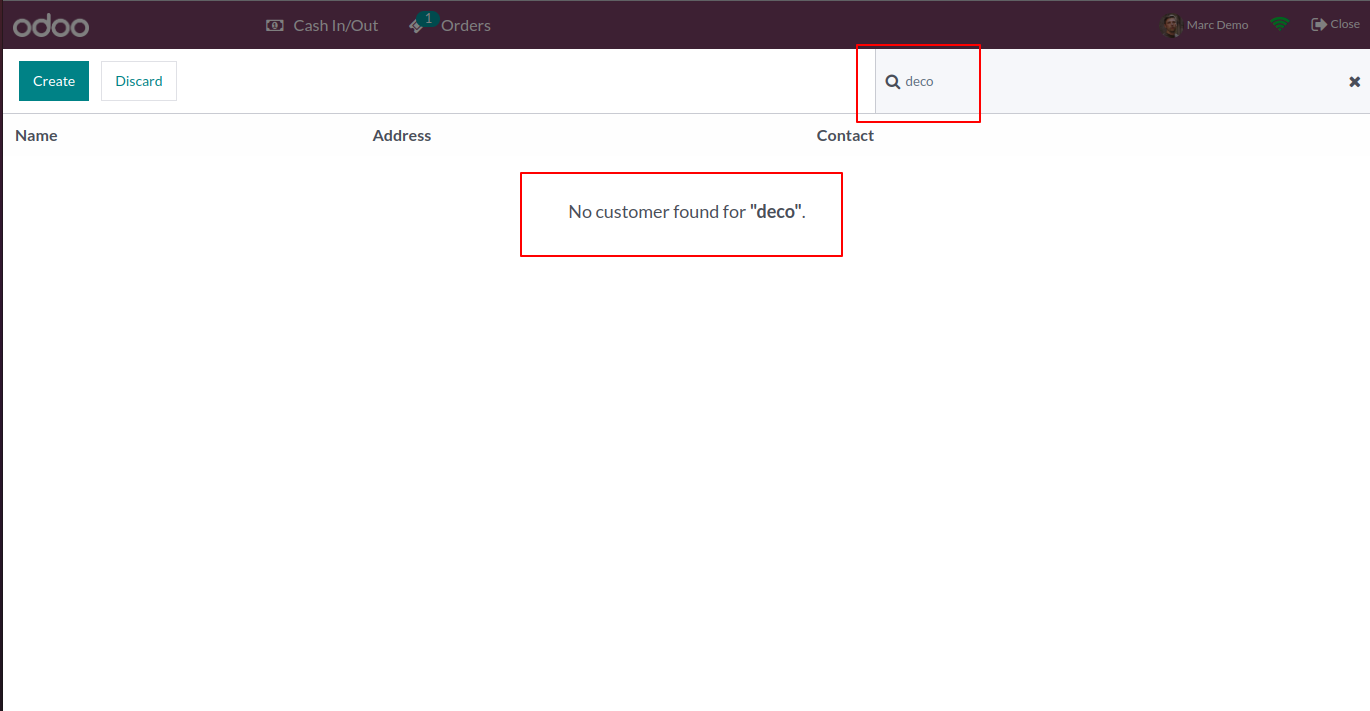 odoo
Cash In/Out
1
Orders
Marc Demo
Close
Create
Discard
deco
Name
Address
Contact
No customer found for "deco".